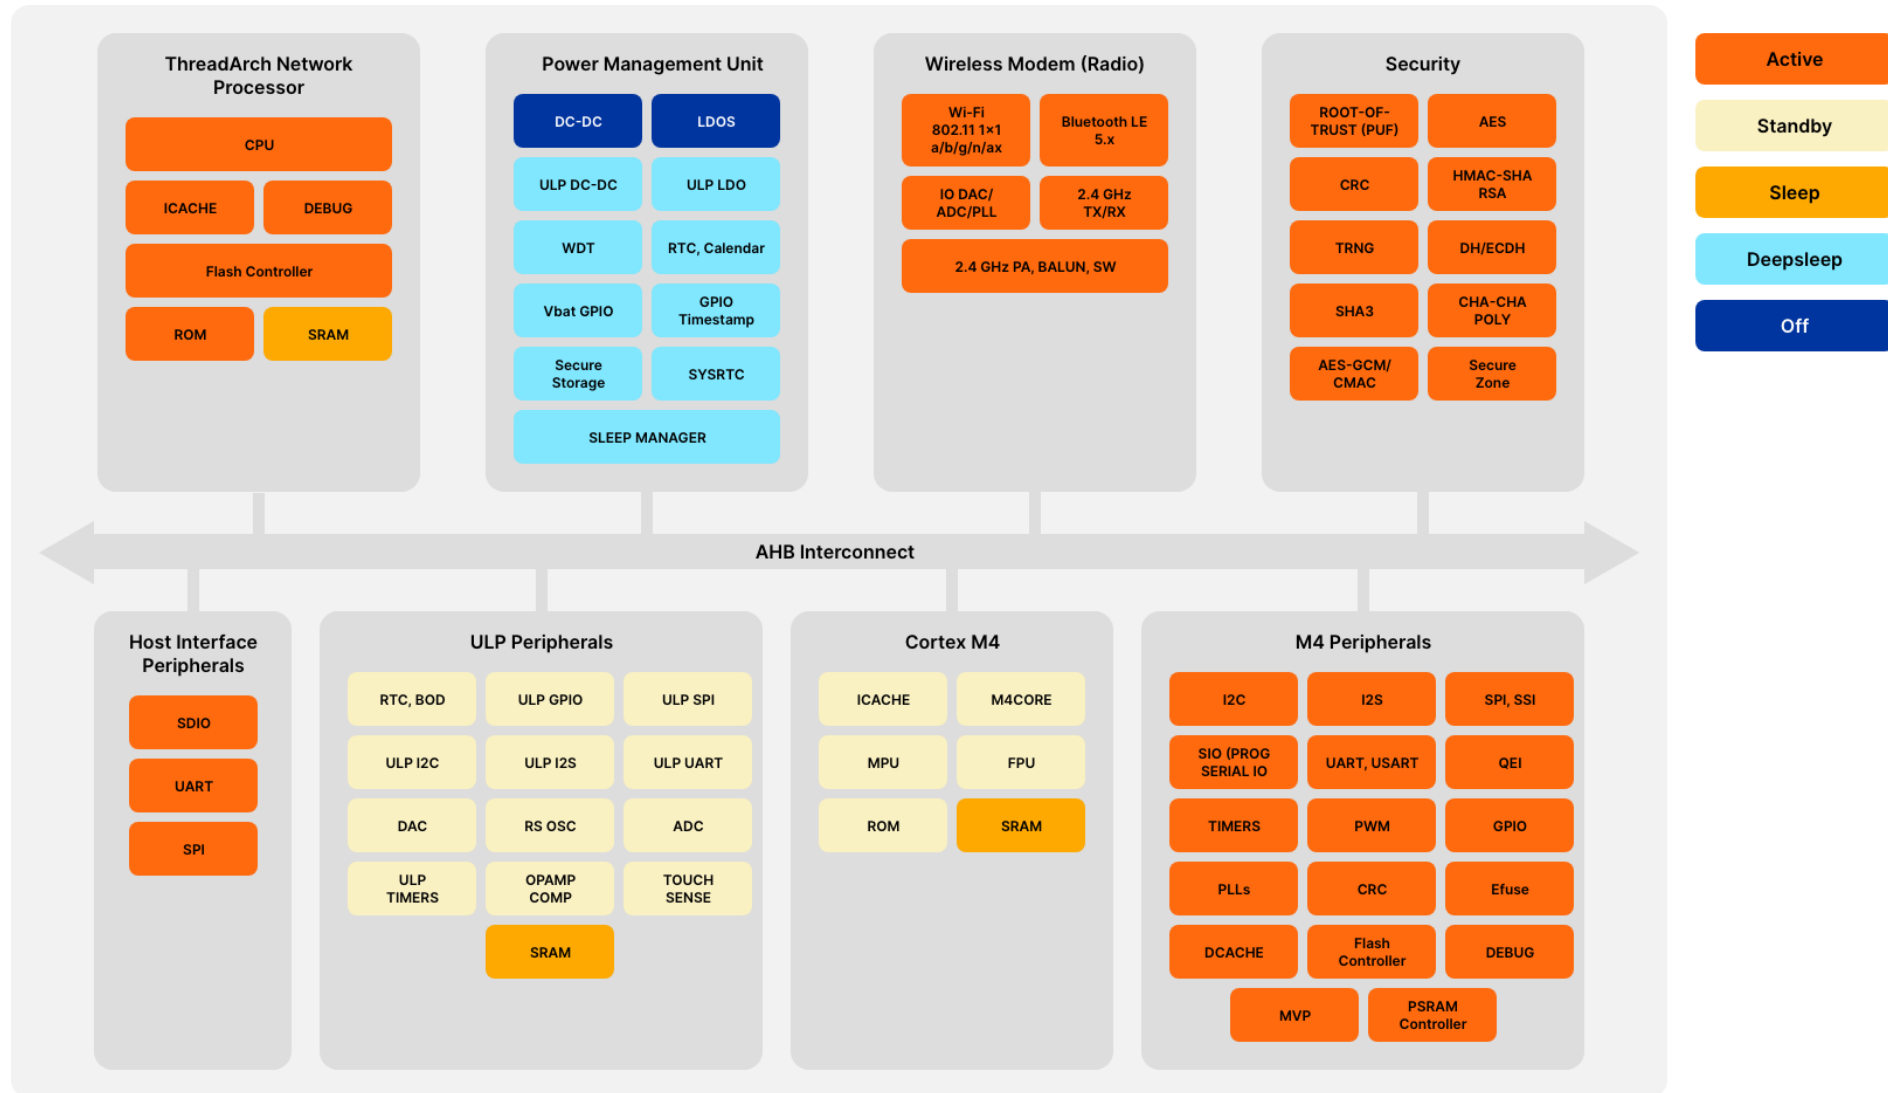 ThreadArch Network
Processor
CPU
ICACHE
DEBUG
Flash Controller
ROM
SRAM
Power Management Unit
DC-DC
LDOS
ULP DC-DC
ULP LDO
WDT
RTC, Calendar
Vbat GPIO
GPIO
Timestamp
Secure
Storage
SYSRTC
SLEEP MANAGER
Wireless Modem (Radio)
Wi-Fi
802.11 1×1
a/b/g/n/ax
Bluetooth LE
5.x
IO DAC/
ADC/PLL
2.4 GHz
TX/RX
2.4 GHz PA, BALUN, SW
Security
ROOT-OF-
TRUST (PUF)
AES
CRC
HMAC-SHA
RSA
TRNG
DH/ECDH
SHA3
CHA-CHA
POLY
AES-GCM/
CMAC
Secure
Zone
Active
Standby
Sleep
Deepsleep
Off
AHB Interconnect
Host Interface
Peripherals
SDIO
UART
SPI
ULP Peripherals
RTC, BOD
ULP GPIO
ULP SPI
ULP I2C
ULP I2S
ULP UART
DAC
RS OSC
ADC
ULP
TIMERS
OPAMP
COMP
TOUCH
SENSE
SRAM
Cortex M4
ICACHE
M4CORE
MPU
FPU
ROM
SRAM
M4 Peripherals
I2C
I2S
SPI, SSI
SIO (PROG
SERIAL IO
UART, USART
QEI
TIMERS
PWM
GPIO
PLLs
CRC
Efuse
DCACHE
Flash
Controller
DEBUG
MVP
PSRAM
Controller